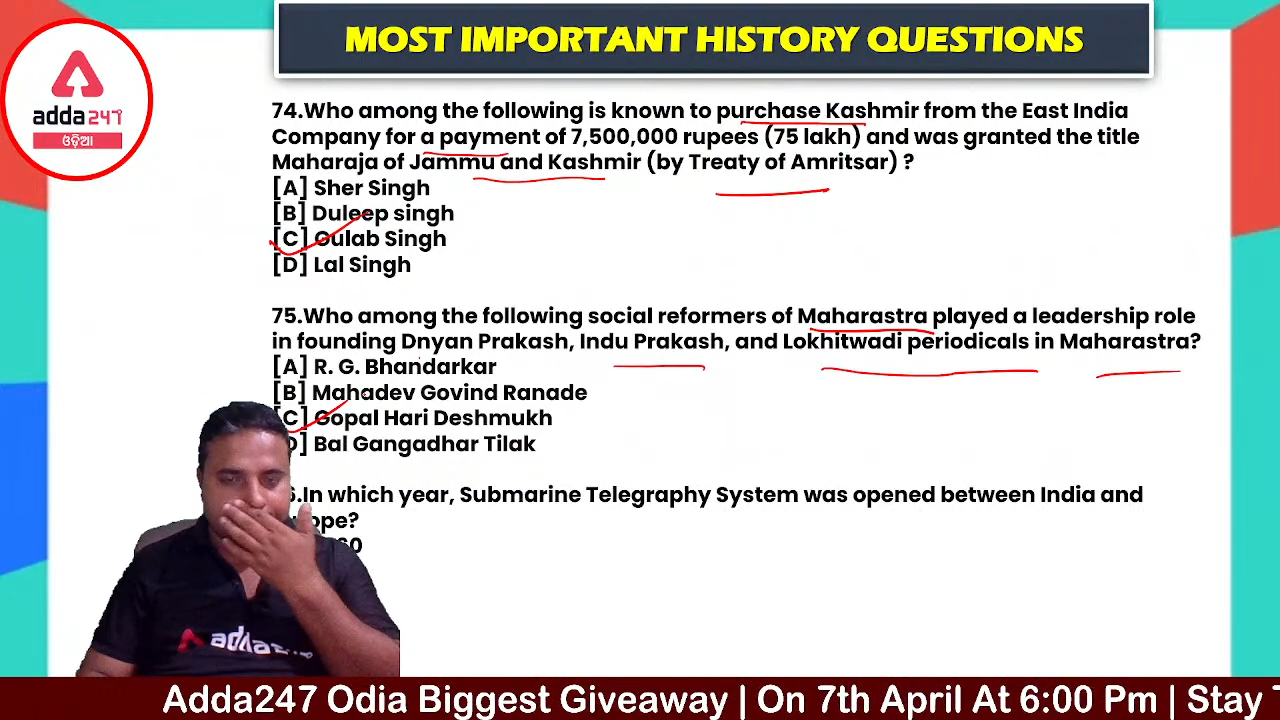 MOST IMPORTANT HISTORY QUESTIONS
adda247
ଓଡ଼ିଆ
74.Who among the following is known to purchase Kashmir from the East India
Company for a payment of 7,500,000 rupees (75 lakh) and was granted the title
Maharaja of Jammu and Kashmir (by Treaty of Amritsar) ?
[A] Sher Singh
[B] Duleep singh
[C] Gulab Singh
[D] Lal Singh
75.Who among the following social reformers of Maharastra played a leadership role
in founding Dnyan Prakash, Indu Prakash, and Lokhitwadi periodicals in Maharastra?
[A] R. G. Bhandarkar
[B] Mahadev Govind Ranade
[C] Gopal Hari Deshmukh
D] Bal Gangadhar Tilak
6.In which year, Submarine Telegraphy System was opened between India and
ope?
60
adda247
Adda247 Odia Biggest Giveaway | On 7th April At 6:00 Pm | Stay T